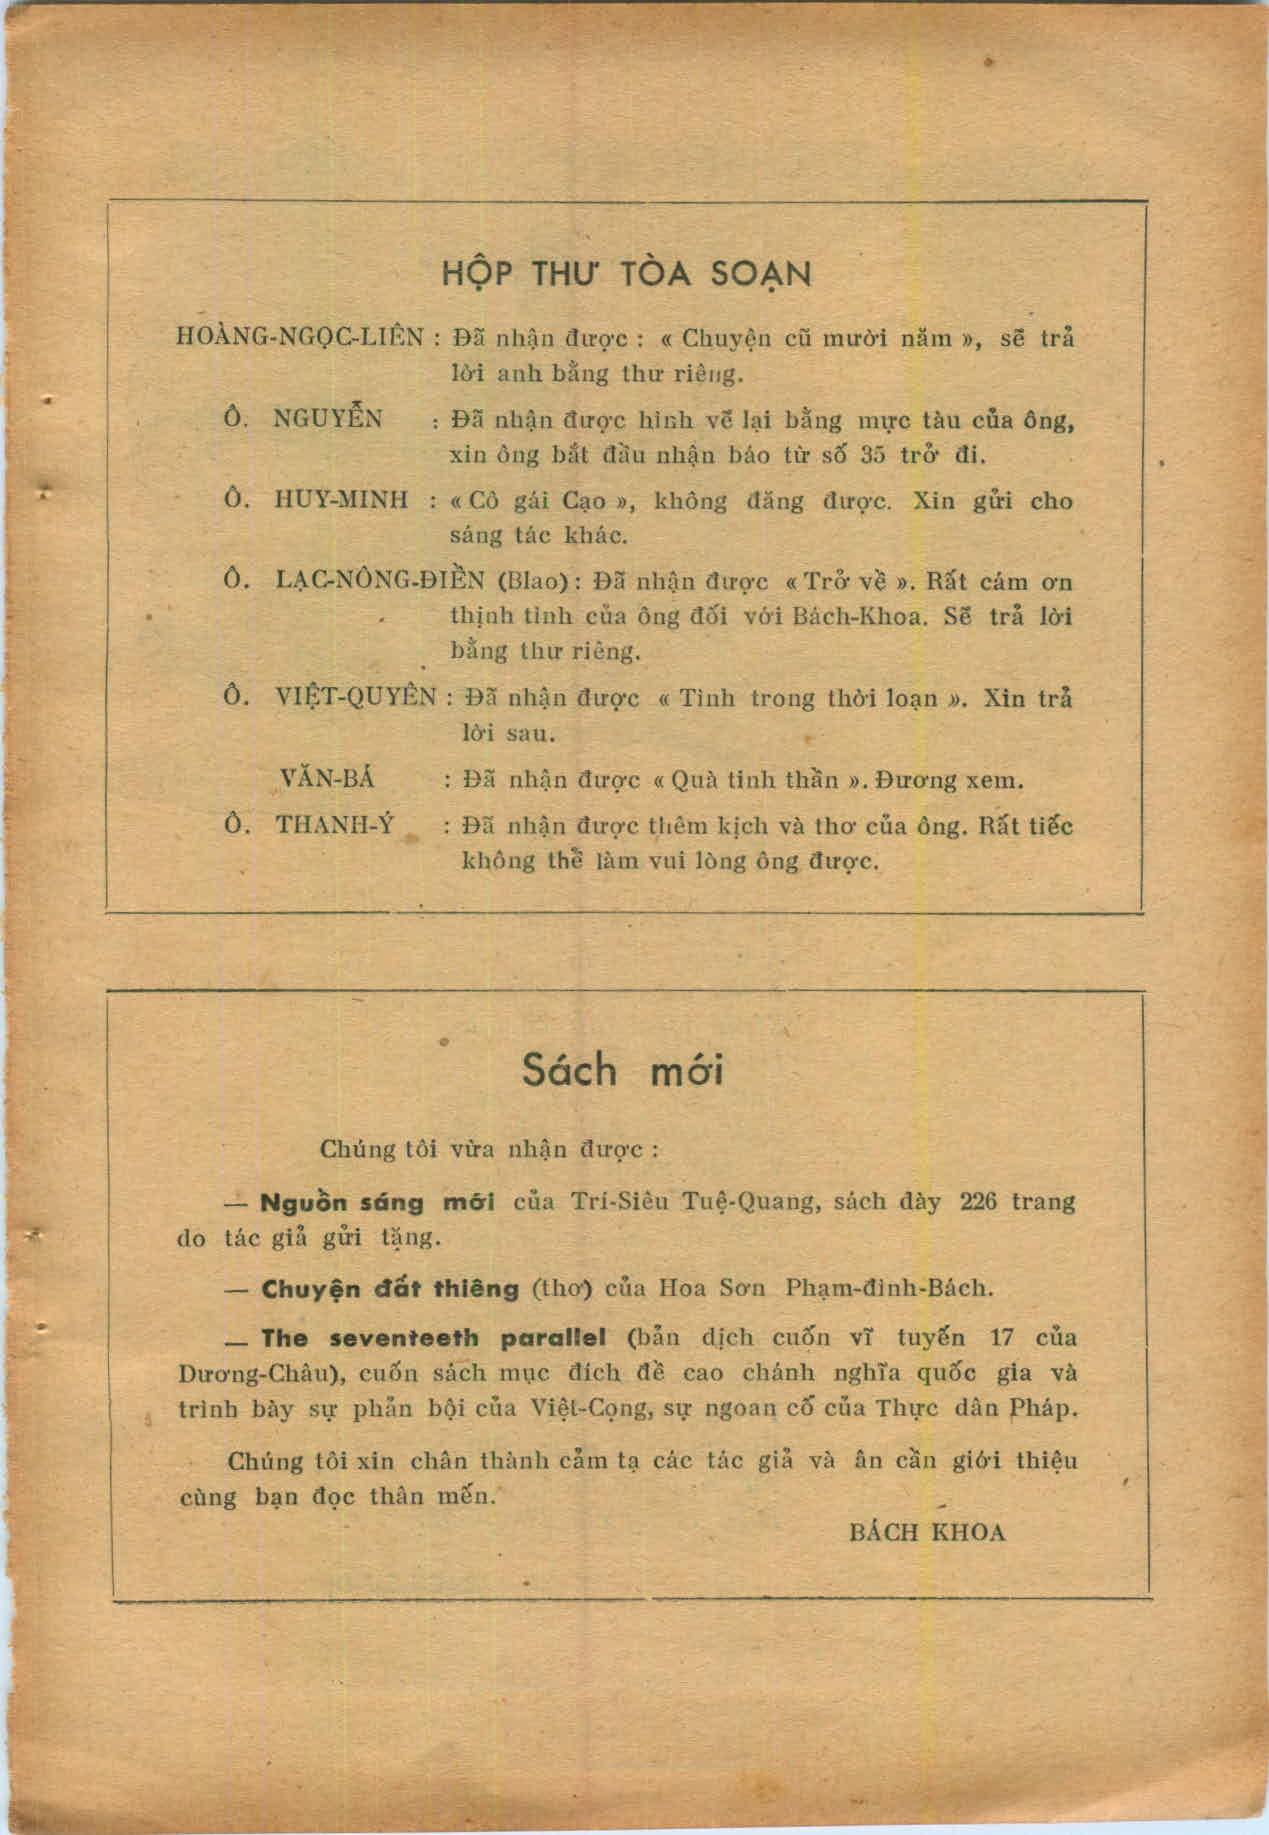 HỘP THƯ TÒA SOẠN
HOÀNG-NGỌC-LIÊN : Đã nhận được : « Chuyện cũ mười năm », sẽ trả
lời anh bằng thư riêng.
Ô. NGUYỄN : Đã nhận được hình vẽ lại bằng mực tàu của ông,
xin ông bắt đầu nhận báo từ số 35 trở đi.
Ô. HUY-MINH : « Cô gái Cạo », không đăng được. Xin gửi cho
sáng tác khác.
Ô. LẠC-NÔNG-ĐIỀN (Blao) : Đã nhận được « Trở về ». Rất cám ơn
thịnh tình của ông đối với Bách-Khoa. Sẽ trả lời
bằng thư riêng.
Ô. VIỆT-QUYÊN : Đã nhận được « Tình trong thời loạn ». Xin trả
lời sau.
VĂN-BÁ : Đã nhận được « Quà tinh thần ». Đương xem.
Ô. THANH-Ý : Đã nhận được thêm kịch và thơ của ông. Rất tiếc
không thể làm vui lòng ông được.
Sách mới
Chúng tôi vừa nhận được :
— Nguồn sáng mới của Trí-Siêu Tuệ-Quang, sách dày 226 trang
do tác giả gửi tặng.
— Chuyện đất thiêng (thơ) của Hoa Sơn Phạm-đình-Bách.
— The seventeeth parallel (bản dịch cuốn vĩ tuyến 17 của
Dương-Châu), cuốn sách mục đích đề cao chánh nghĩa quốc gia và
trình bày sự phản bội của Việt-Cọng, sự ngoan cố của Thực dân Pháp.
Chúng tôi xin chân thành cảm tạ các tác giả và ân cần giới thiệu
cùng bạn đọc thân mến.
BÁCH KHOA